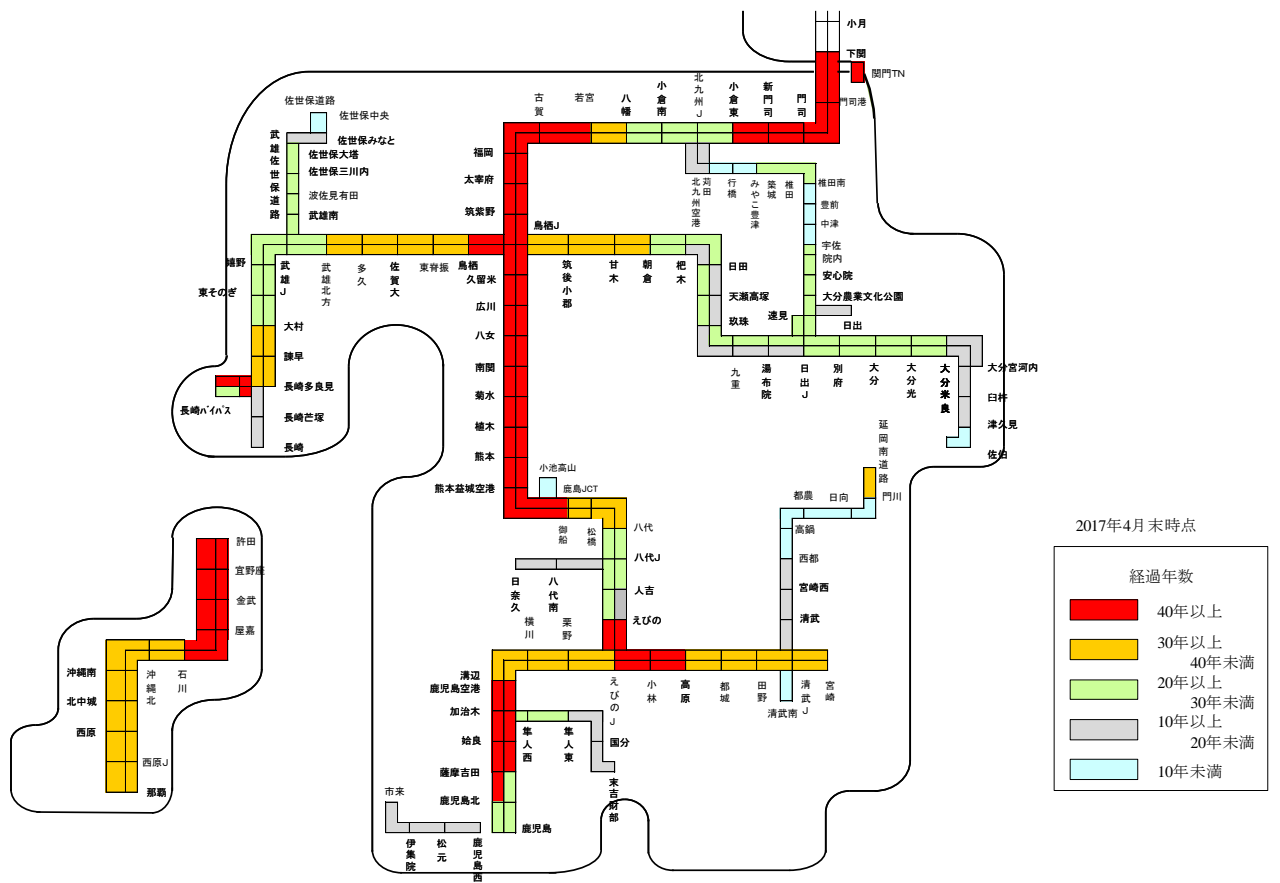 小月
下関
関門TN
門司港
古賀
若宮
八幡
小倉南
北九州J
小倉東
新門司
門司
佐世保道路
佐世保中央
佐世保みなと
佐世保大塔
佐世保三川内
波佐見有田
武雄南
武雄佐世保道路
福岡
太宰府
筑紫野
鳥栖J
北九州空港
苅田
行橋
みやこ豊津
築城
椎田
椎田南
豊前
中津
宇佐
院内
安心院
大分農業文化公園
速見
日出
嬉野
東そのぎ
大村
諫早
長崎多良見
長崎バイパス
長崎芒塚
長崎
武雄J
武雄北方
多久
佐賀大
東脊振
鳥栖
久留米
広川
八女
南関
菊水
植木
熊本
熊本益城空港
筑後小郡
甘木
朝倉
杷木
日田
天瀬高塚
玖珠
九重
湯布院
日出J
別府
大分
大分光
大分米良
大分宮河内
臼杵
津久見
佐伯
小池高山
鹿島JCT
御船
松橋
八代
八代J
人吉
えびの
日奈久
八代南
横川
栗野
延岡南道路
門川
日向
都農
高鍋
西都
宮崎西
清武
溝辺
鹿児島空港
加治木
姶良
薩摩吉田
鹿児島北
鹿児島
えびのJ
小林
高原
都城
田野
清武南
清武J
宮崎
隼人西
隼人東
国分
末吉財部
市来
伊集院
松元
鹿児島西
許田
宜野座
金武
屋嘉
石川
沖縄北
沖縄南
北中城
西原
西原J
那覇
2017年4月末時点
経過年数
40年以上
30年以上
40年未満
20年以上
30年未満
10年以上
20年未満
10年未満